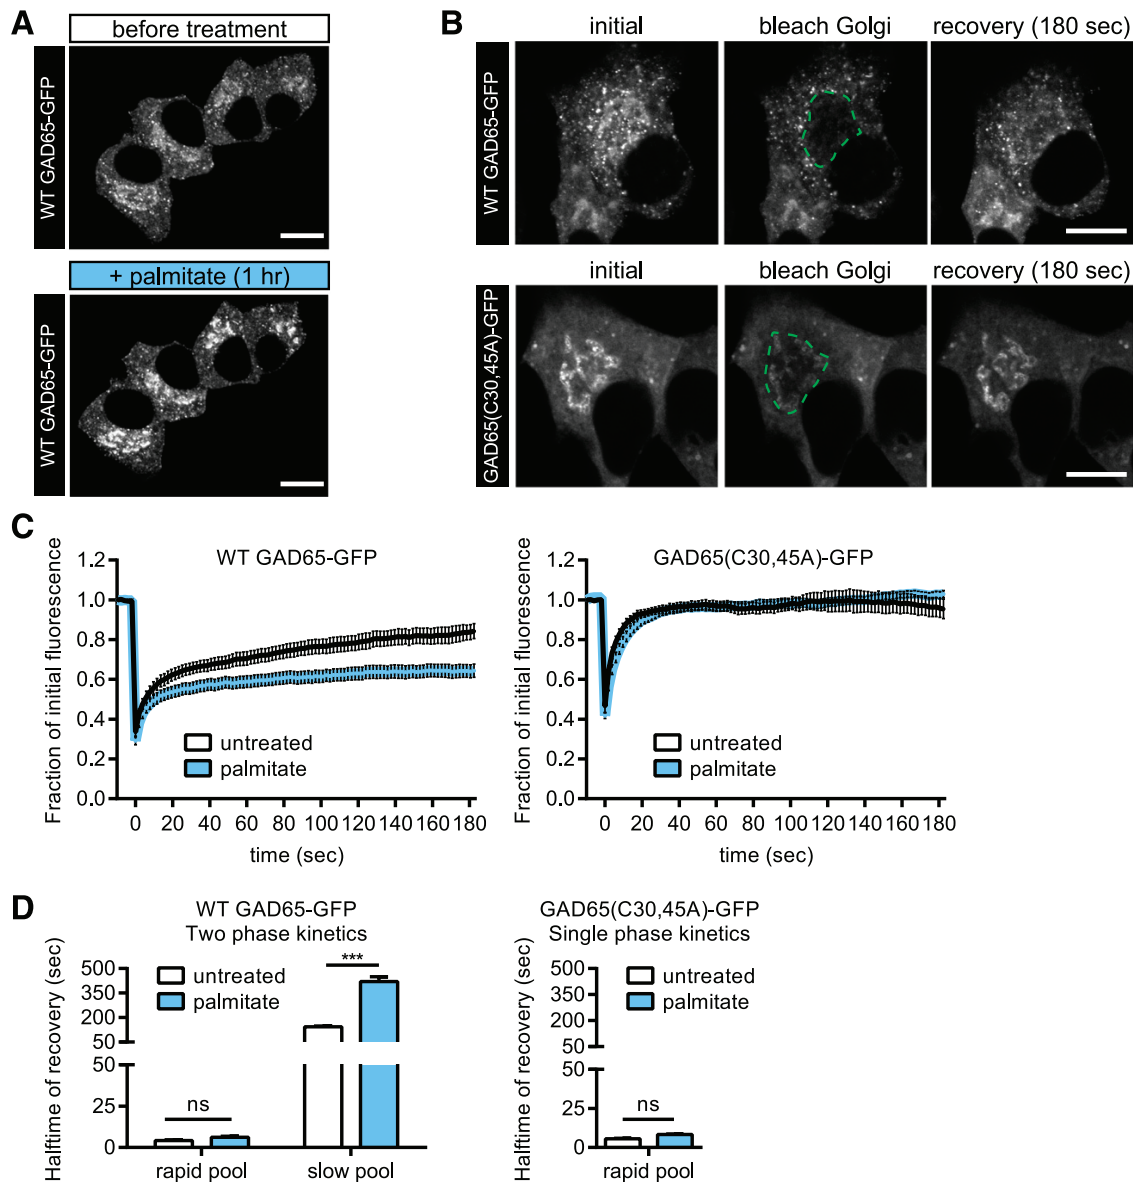 A
before treatment
WT GAD65-GFP
+ palmitate (1 hr)
WT GAD65-GFP
B
initial
bleach Golgi
recovery (180 sec)
WT GAD65-GFP
initial
bleach Golgi
recovery (180 sec)
GAD65(C30,45A)-GFP
C
WT GAD65-GFP
Fraction of initial fluorescence
1.2
1.0
0.8
0.6
0.4
0.2
0.0
untreated
palmitate
0 20 40 60 80 100 120 140 160 180
time (sec)
GAD65(C30,45A)-GFP
Fraction of initial fluorescence
1.2
1.0
0.8
0.6
0.4
0.2
0.0
untreated
palmitate
0 20 40 60 80 100 120 140 160 180
time (sec)
D
WT GAD65-GFP
Two phase kinetics
Halftime of recovery (sec)
500
350
200
50
50
25
0
untreated
palmitate
***
ns
rapid pool
slow pool
GAD65(C30,45A)-GFP
Single phase kinetics
Halftime of recovery (sec)
500
350
200
50
50
25
0
untreated
palmitate
ns
rapid pool